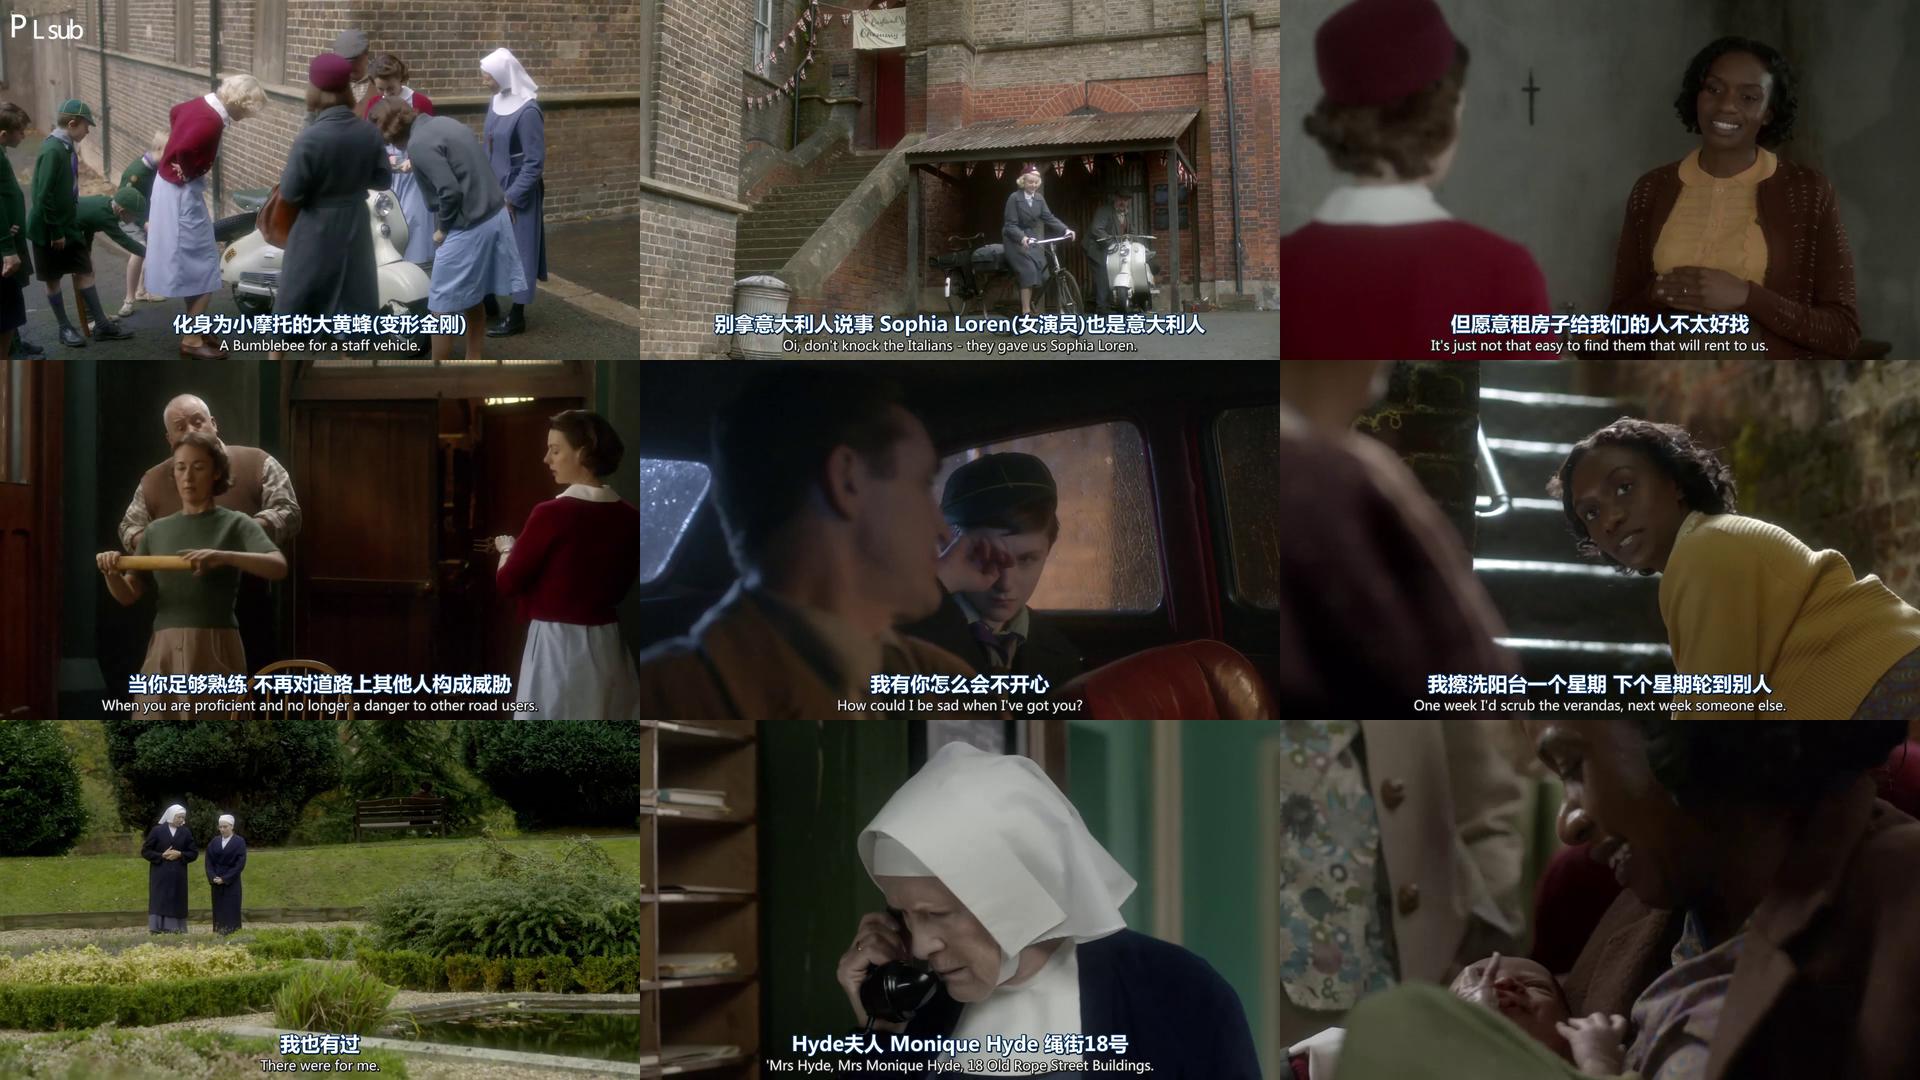 PLsub
化身为小摩托的大黄蜂(变形金刚)
A Bumblebee for a staff vehicle.
别拿意大利人说事 Sophia Loren(女演员)也是意大利人
Oi, don't knock the Italians - they gave us Sophia Loren.
但愿意租房子给我们的人不太好找
It's just not that easy to find them that will rent to us.
当你足够熟练 不再对道路上其他人构成威胁
When you are proficient and no longer a danger to other road users.
我有你怎么会不开心
How could I be sad when I've got you?
我擦洗阳台一个星期 下个星期轮到别人
One week I'd scrub the verandas, next week someone else.
我也有过
There were for me.
Hyde夫人 Monique Hyde 绳街18号
'Mrs Hyde, Mrs Monique Hyde, 18 Old Rope Street Buildings.